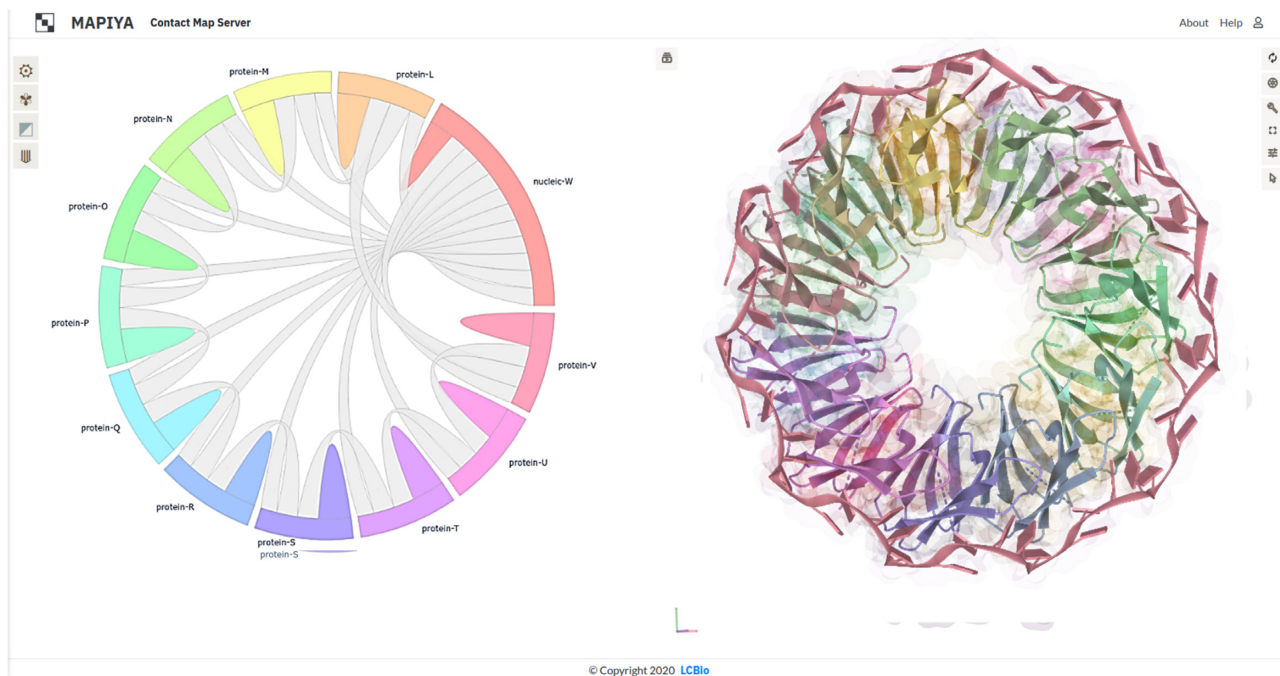 MAPIYA Contact Map Server
About Help
protein-M
protein-L
protein-N
nucleic-W
protein-O
protein-P
protein-V
protein-Q
protein-U
protein-R
protein-T
protein-S
protein-S
© Copyright 2020 LCBio